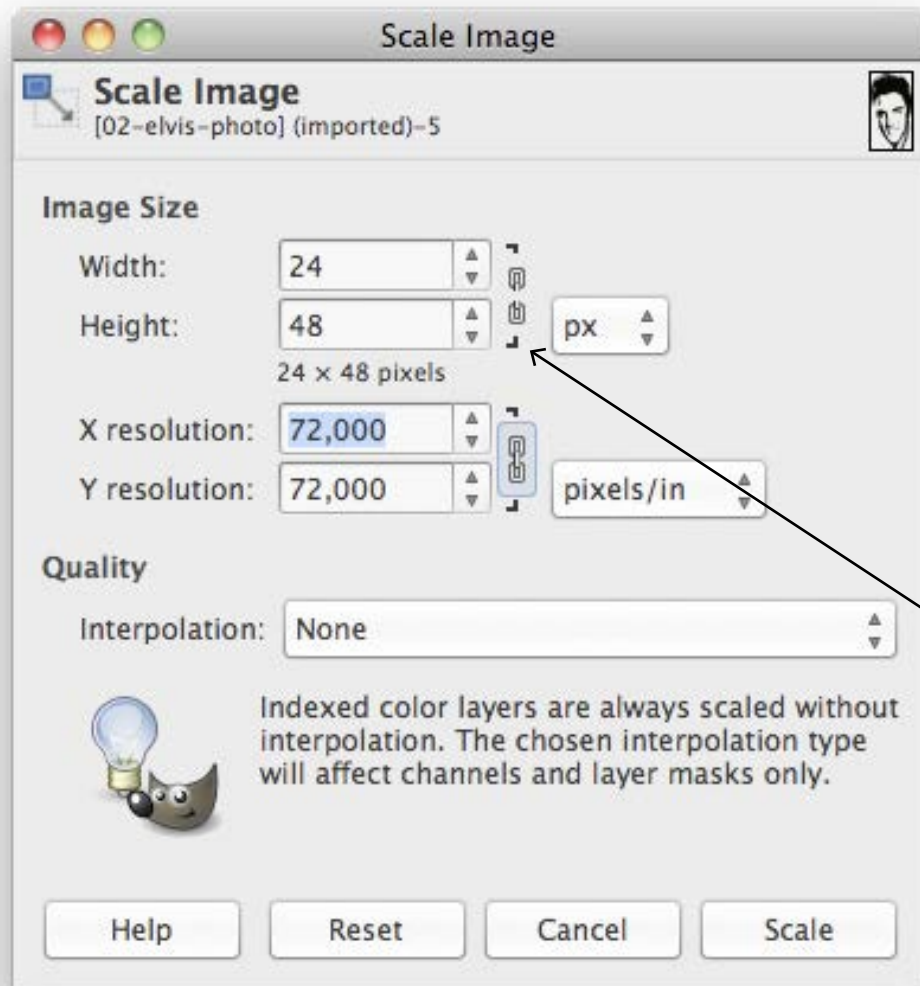 Scale Image
Scale Image
[02-elvis-photo] (imported)-5
Image Size
Width: 24
Height: 48 px
24 × 48 pixels
X resolution: 72,000
Y resolution: 72,000 pixels/in
Quality
Interpolation: None
Indexed color layers are always scaled without
interpolation. The chosen interpolation type
will affect channels and layer masks only.
Help Reset Cancel Scale